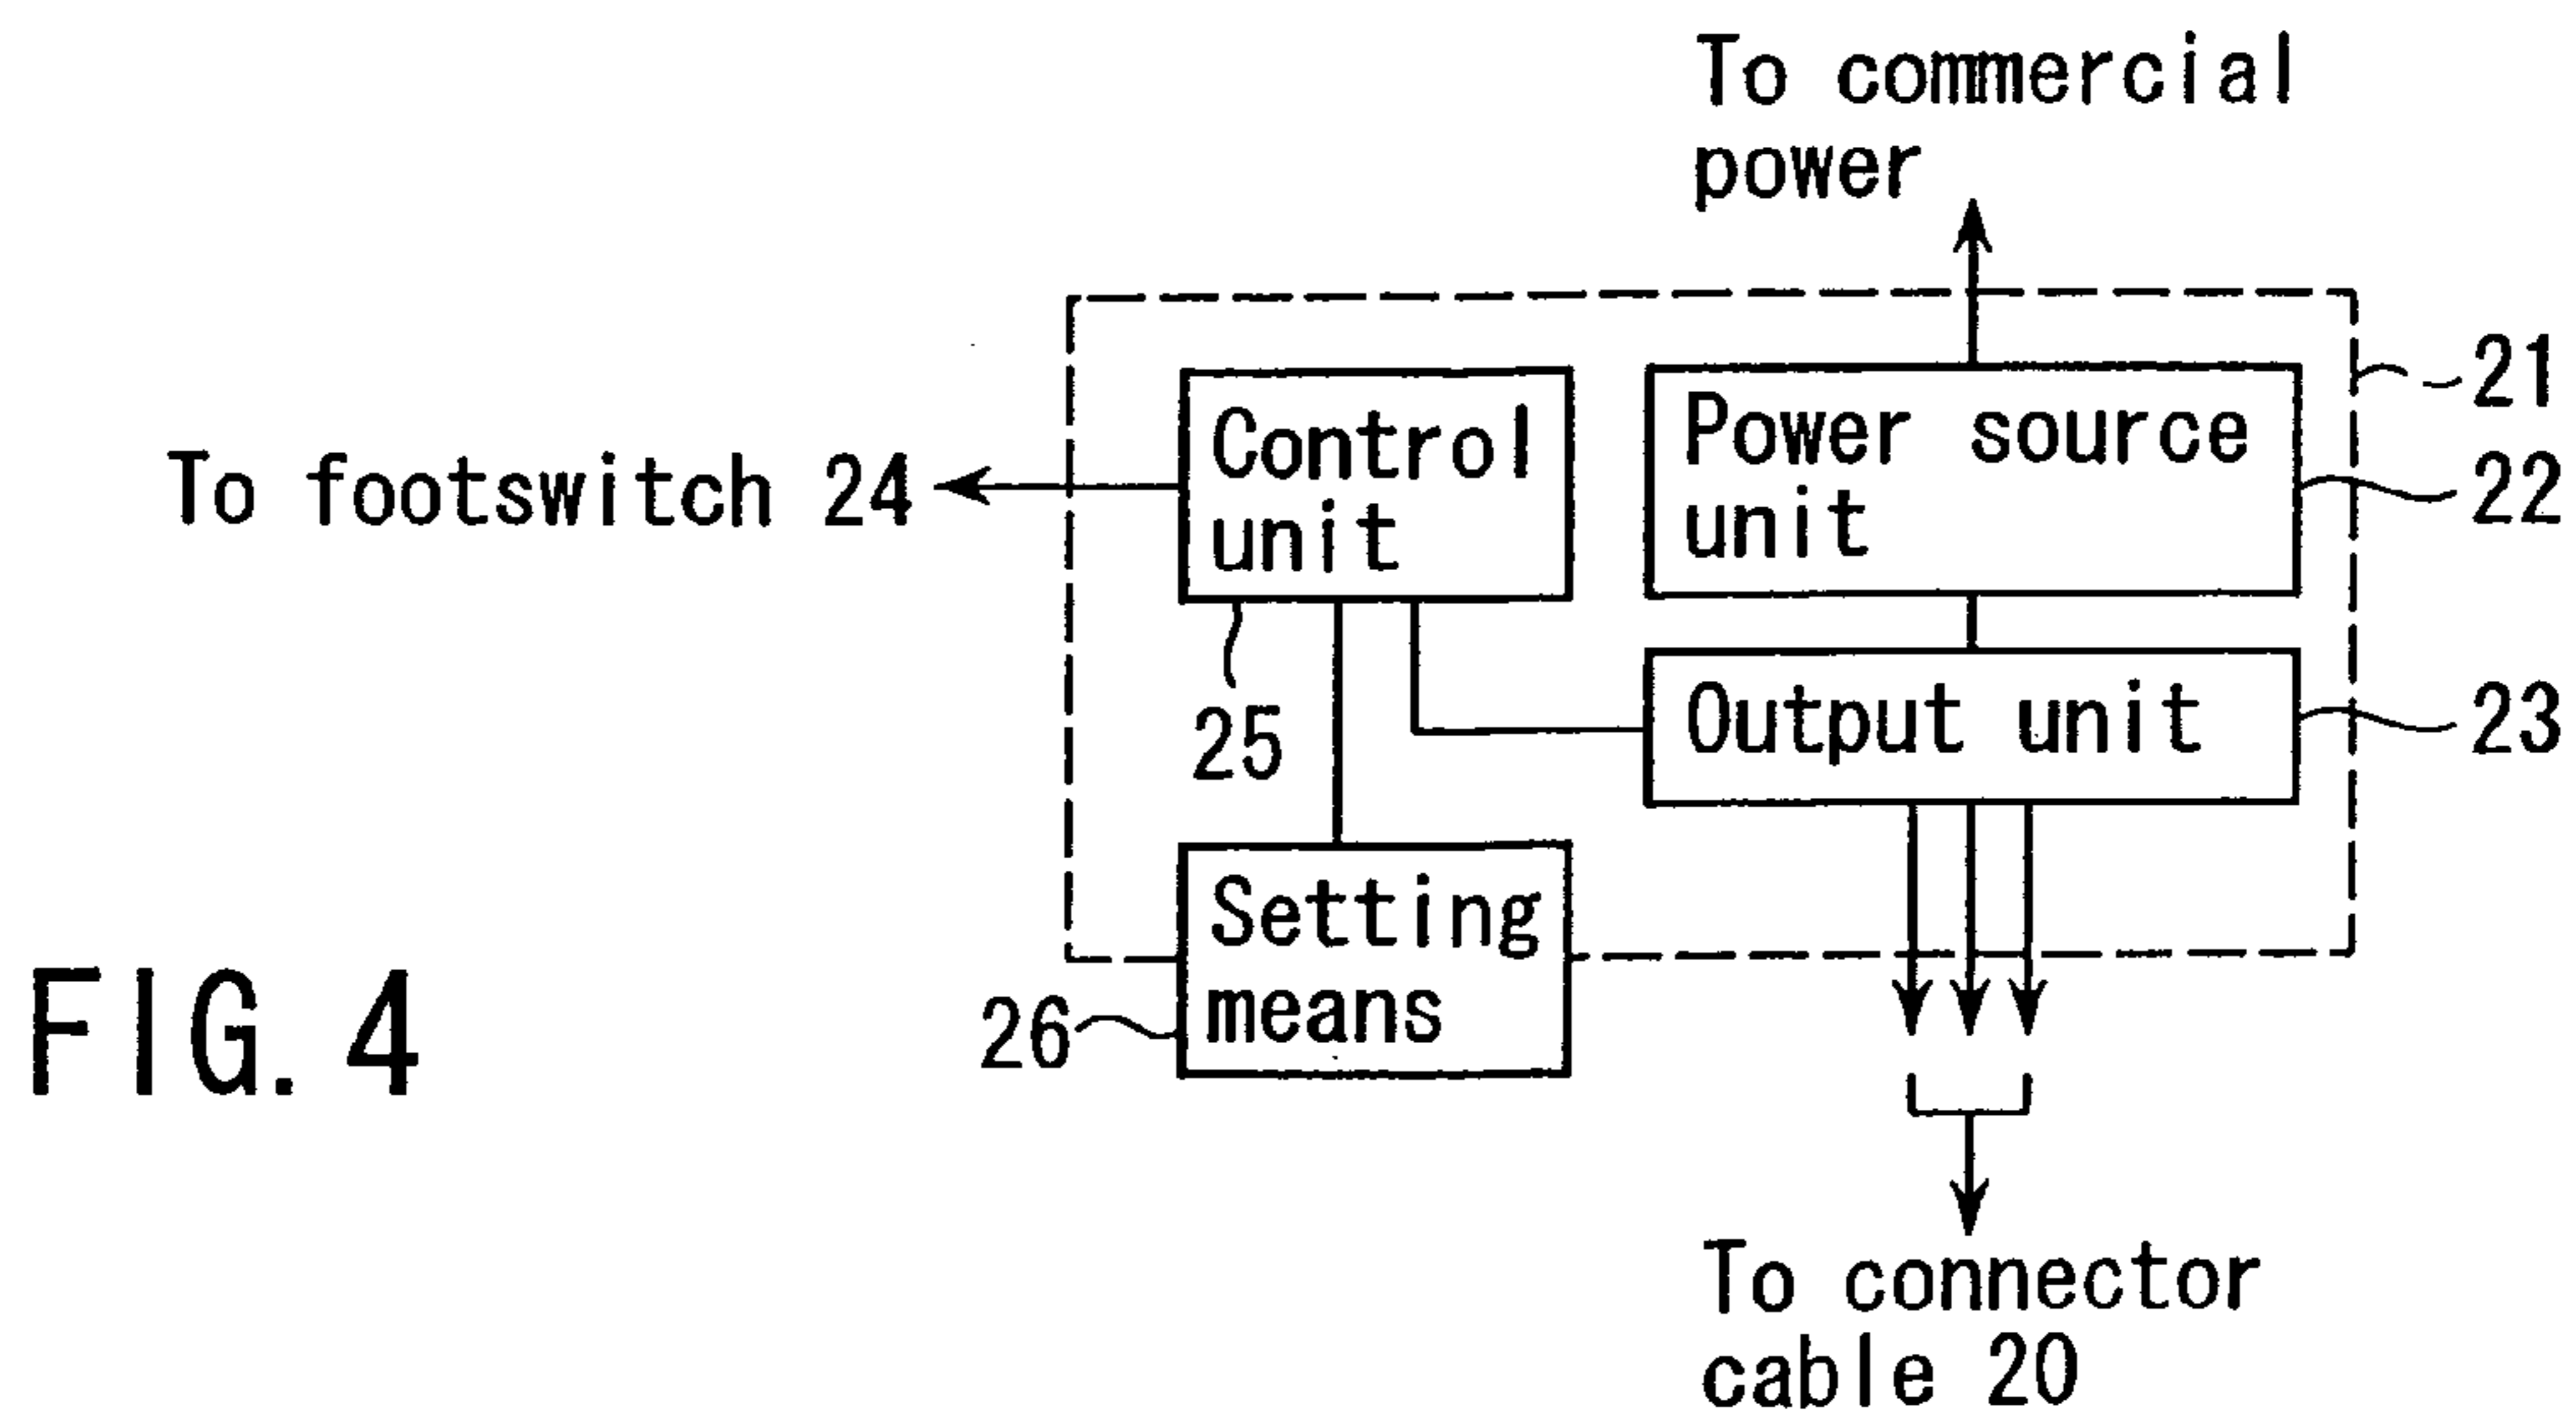 To commercial
power
21
Control
unit
Power source
unit
22
To footswitch 24
25
Output unit
23
Setting
means
26
FIG. 4
To connector
cable 20